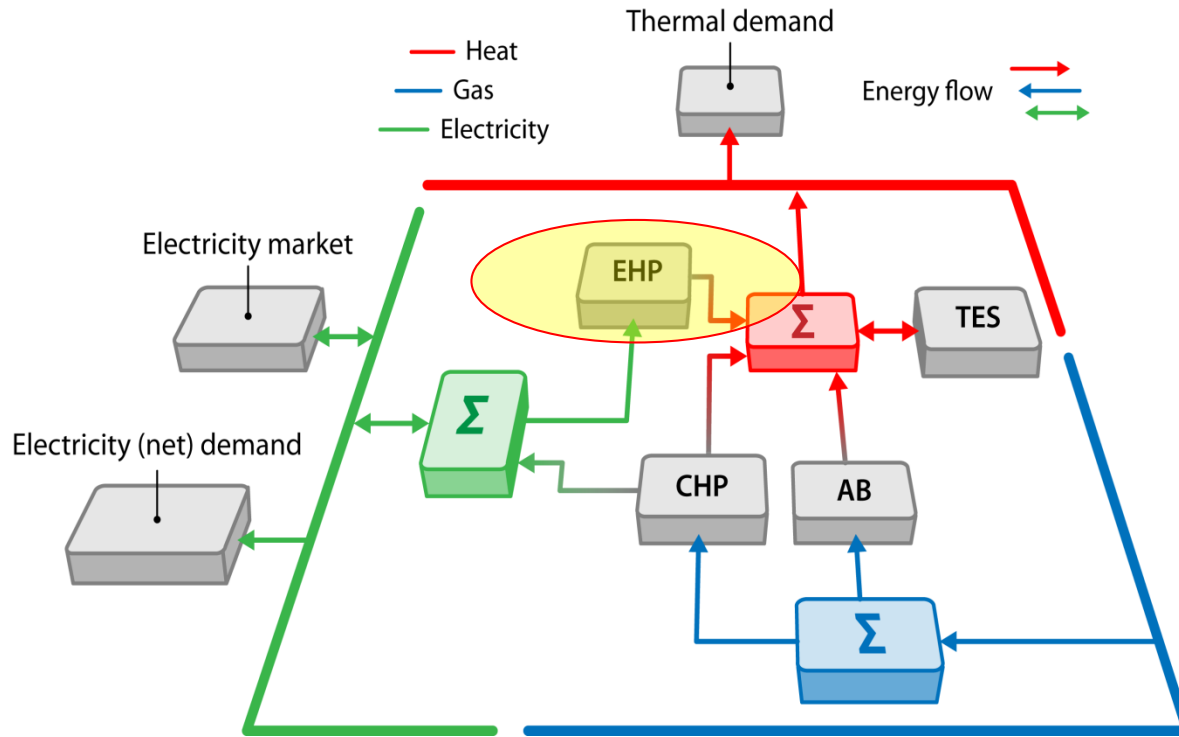 Thermal demand
Heat
Gas
Electricity
Energy flow
Electricity market
EHP
Σ
TES
Σ
Electricity (net) demand
CHP
AB
Σ